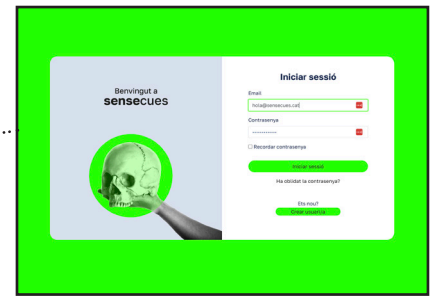 Benvingut a
sensecues
Iniciar sessió
Email
hola@sensecues.cat
Contrasenya
Recordar contrasenya
Iniciar sessió
Ha oblidat la contrasenya?
Ets nou?
Crear usuari/a